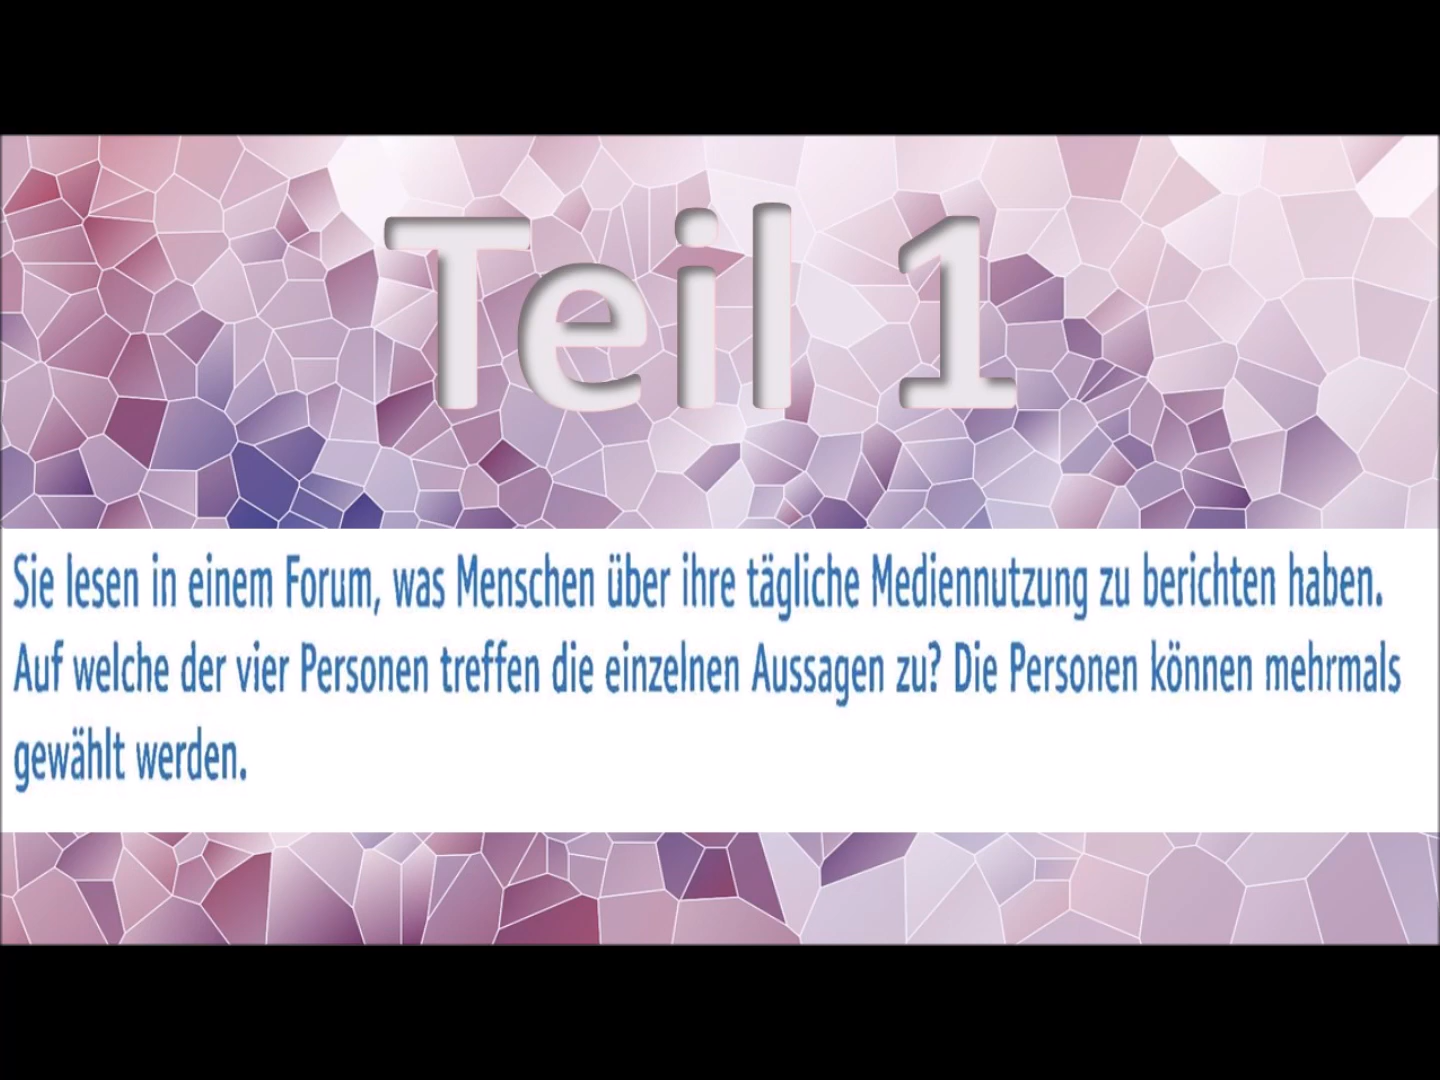 Teil 1
Sie lesen in einem Forum, was Menschen über ihre tägliche Mediennutzung zu berichten haben.
Auf welche der vier Personen treffen die einzelnen Aussagen zu? Die Personen können mehrmals
gewählt werden.